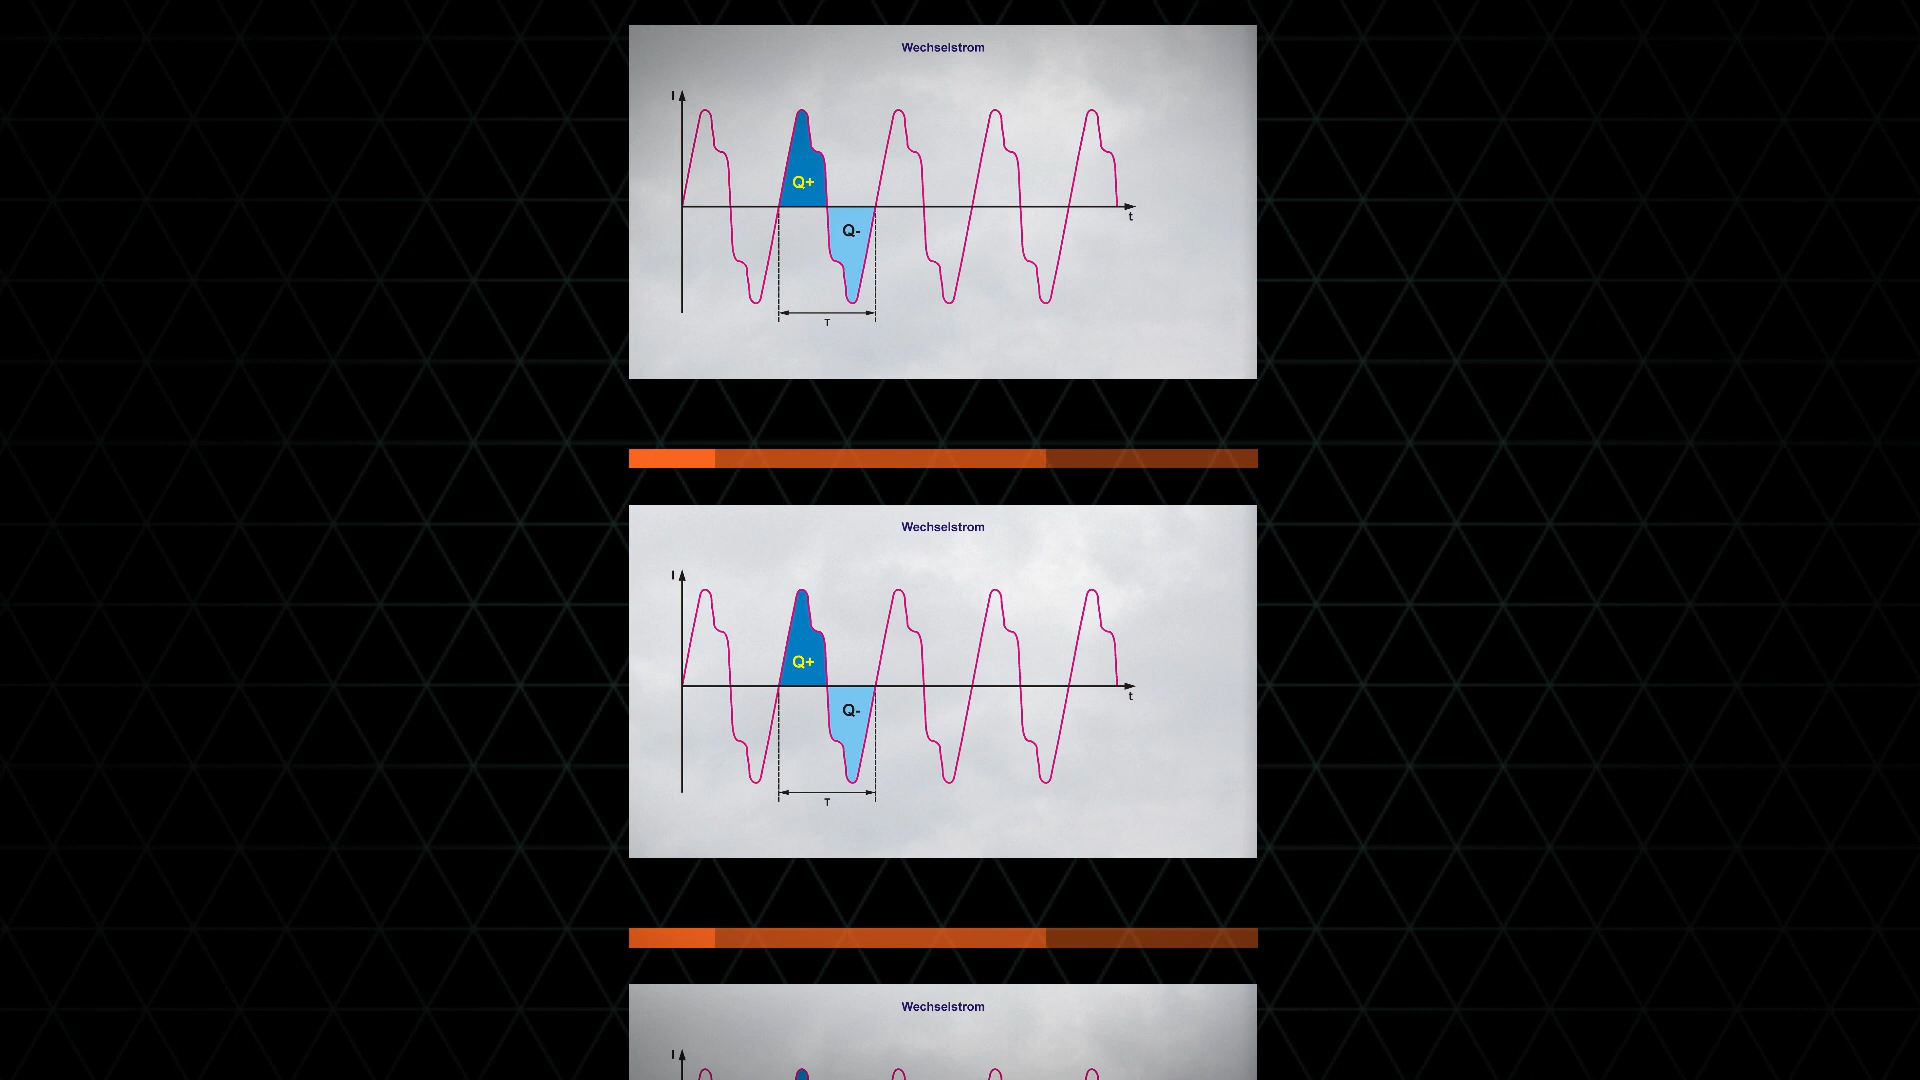 Wechselstrom
I
Q+
t
Q-
T
Wechselstrom
I
Q+
t
Q-
T
Wechselstrom
I